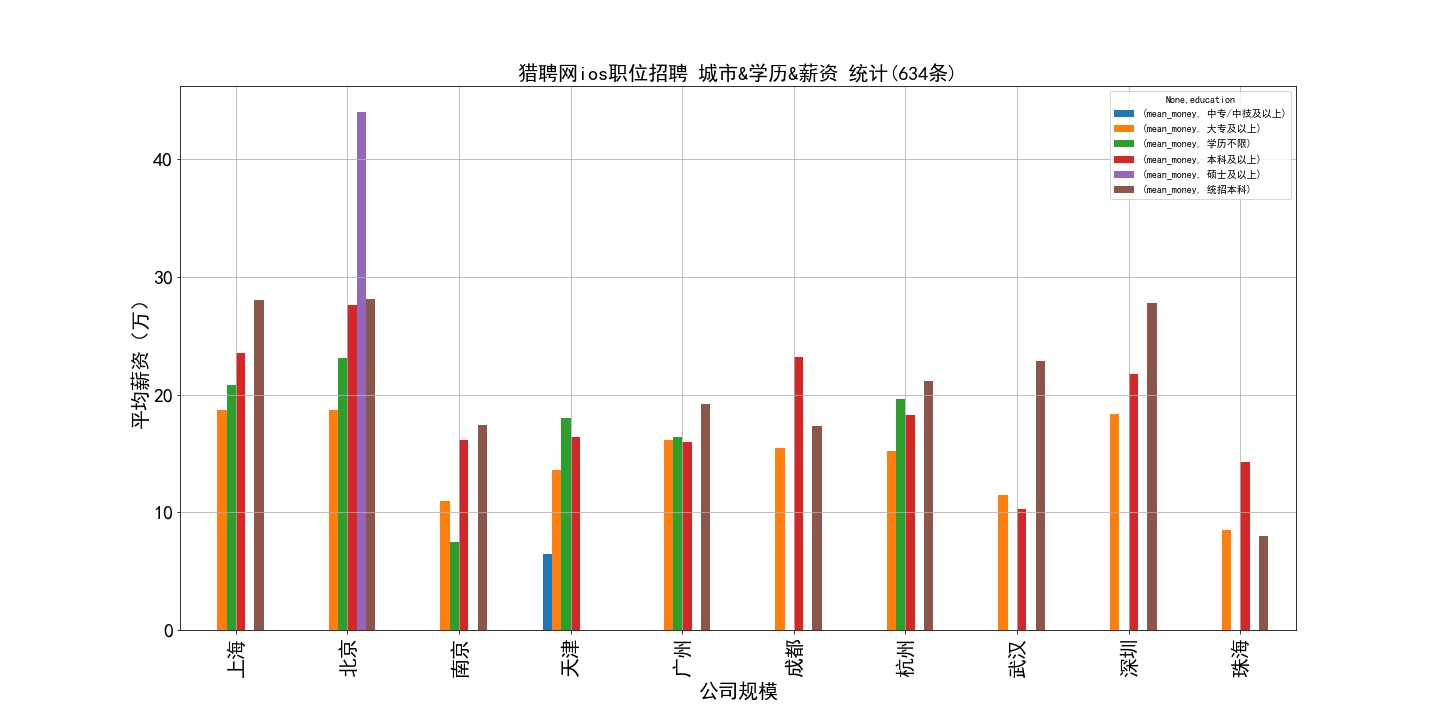 猎聘网ios职位招聘 城市&学历&薪资 统计(634条)
None,education
(mean_money, 中专/中技及以上)
(mean_money, 大专及以上)
(mean_money, 学历不限)
(mean_money, 本科及以上)
(mean_money, 硕士及以上)
(mean_money, 统招本科)
平均薪资（万）
40
30
20
10
0
上海
北京
南京
天津
广州
成都
杭州
武汉
深圳
珠海
公司规模